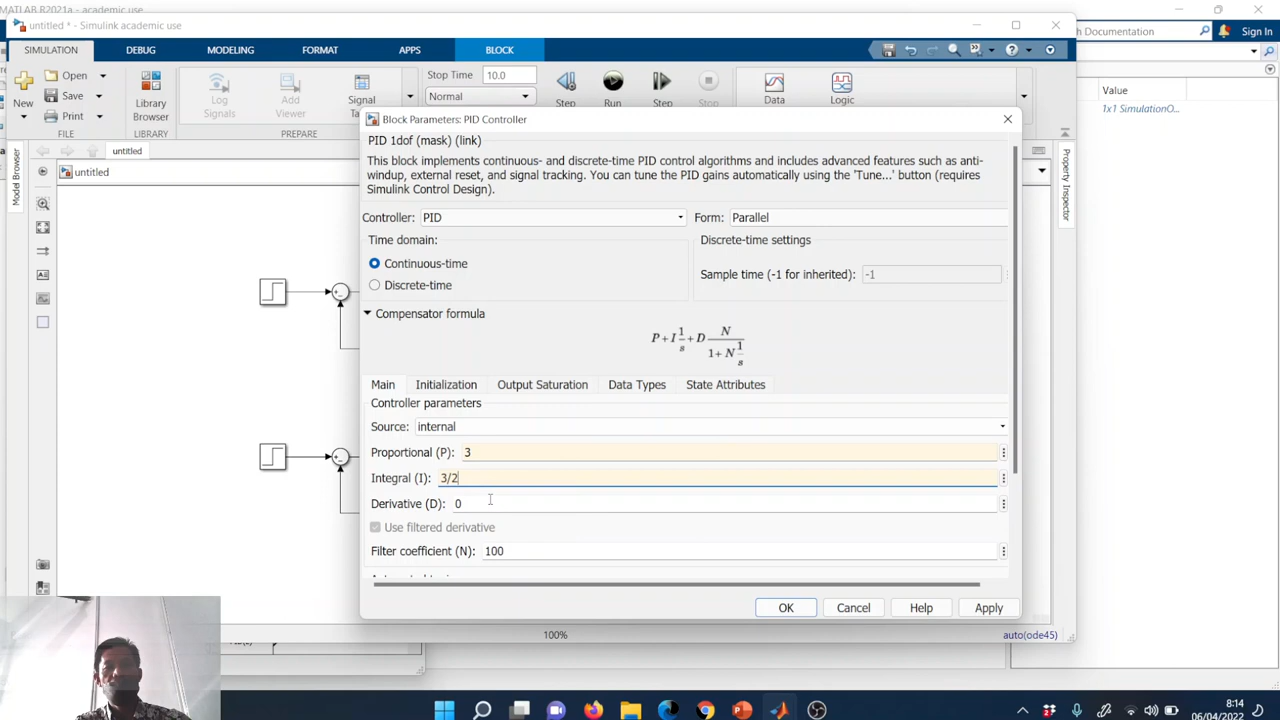 MATLAB R2021a - academic use
untitled * - Simulink academic use
SIMULATION
DEBUG
MODELING
FORMAT
APPS
BLOCK
h Documentation
Sign In
New
Open
Save
Print
FILE
Library
Browser
LIBRARY
Log
Signals
Add
Viewer
Signal
PREPARE
Stop Time
10.0
Normal
Step
Run
Step
Stop
Data
Logic
Value
1x1 SimulationO...
Model Browser
untitled
untitled
Property Inspector
Block Parameters: PID Controller
PID 1dof (mask) (link)
This block implements continuous- and discrete-time PID control algorithms and includes advanced features such as anti-
windup, external reset, and signal tracking. You can tune the PID gains automatically using the 'Tune...' button (requires
Simulink Control Design).
Controller: PID
Form: Parallel
Time domain:
Continuous-time
Discrete-time
Discrete-time settings
Sample time (-1 for inherited): -1
Compensator formula
P + I 1/s + D N/(1 + N 1/s)
Main
Initialization
Output Saturation
Data Types
State Attributes
Controller parameters
Source: internal
Proportional (P): 3
Integral (I): 3/2
Derivative (D): 0
Use filtered derivative
Filter coefficient (N): 100
OK
Cancel
Help
Apply
100%
auto(ode45)
8:14
06/04/2022